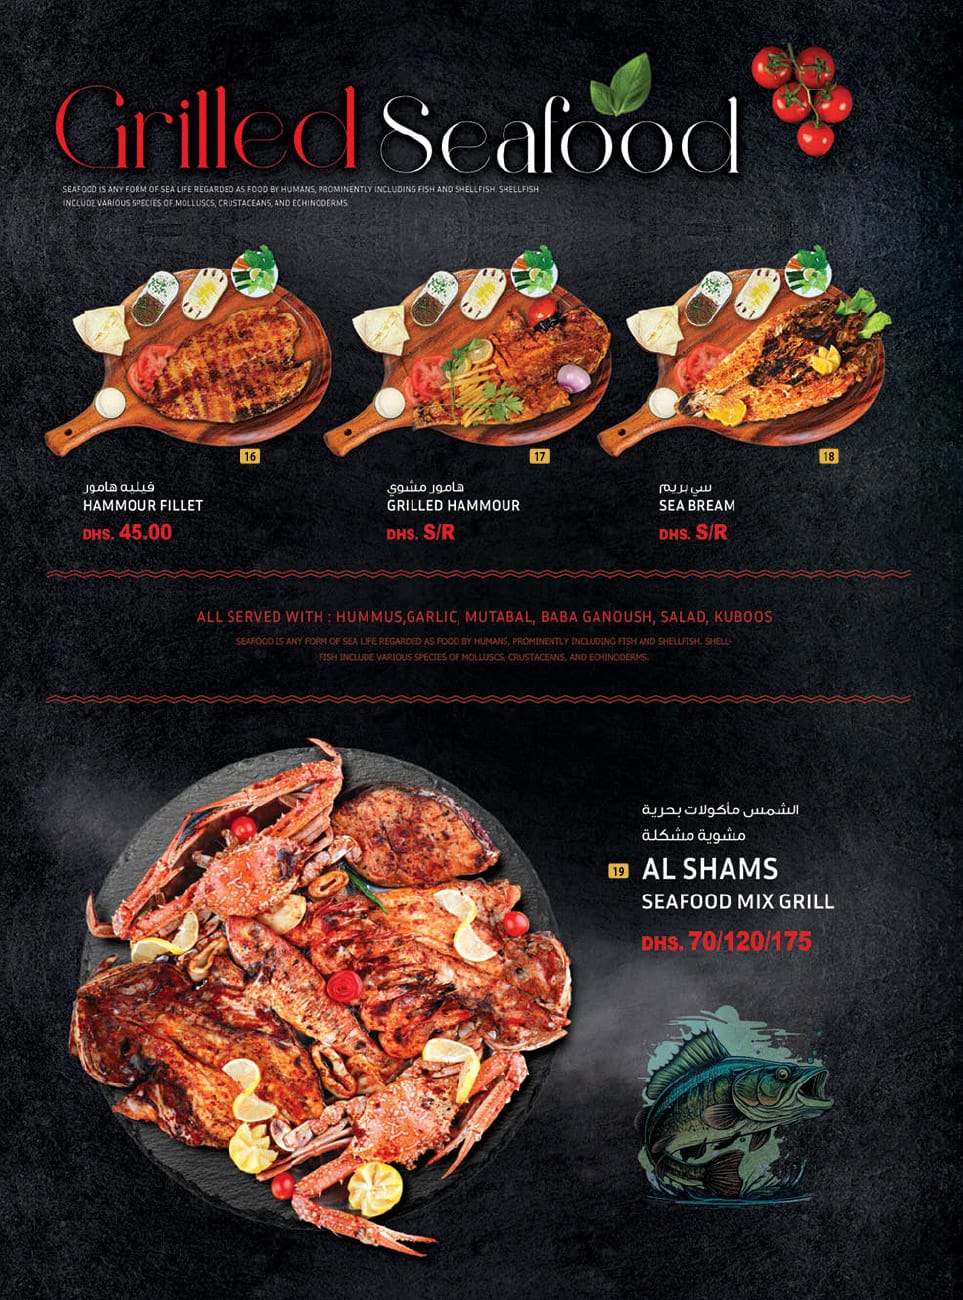 Grilled Seafood
SEAFOOD IS ANY FORM OF SEA LIFE REGARDED AS FOOD BY HUMANS, PROMINENTLY INCLUDING FISH AND SHELLFISH. SHELLFISH
INCLUDE VARIOUS SPECIES OF MOLLUSCS, CRUSTACEANS, AND ECHINODERMS.
16
فيليه هامور
HAMMOUR FILLET
DHS. 45.00
17
هامور مشوي
GRILLED HAMMOUR
DHS. S/R
18
سي بريم
SEA BREAM
DHS. S/R
ALL SERVED WITH : HUMMUS,GARLIC, MUTABAL, BABA GANOUSH, SALAD, KUBOOS
SEAFOOD IS ANY FORM OF SEA LIFE REGARDED AS FOOD BY HUMANS, PROMINENTLY INCLUDING FISH AND SHELLFISH. SHELL-
FISH INCLUDE VARIOUS SPECIES OF MOLLUSCS, CRUSTACEANS, AND ECHINODERMS.
الشمس مأكولات بحرية
مشوية مشكلة
19 AL SHAMS
SEAFOOD MIX GRILL
DHS. 70/120/175